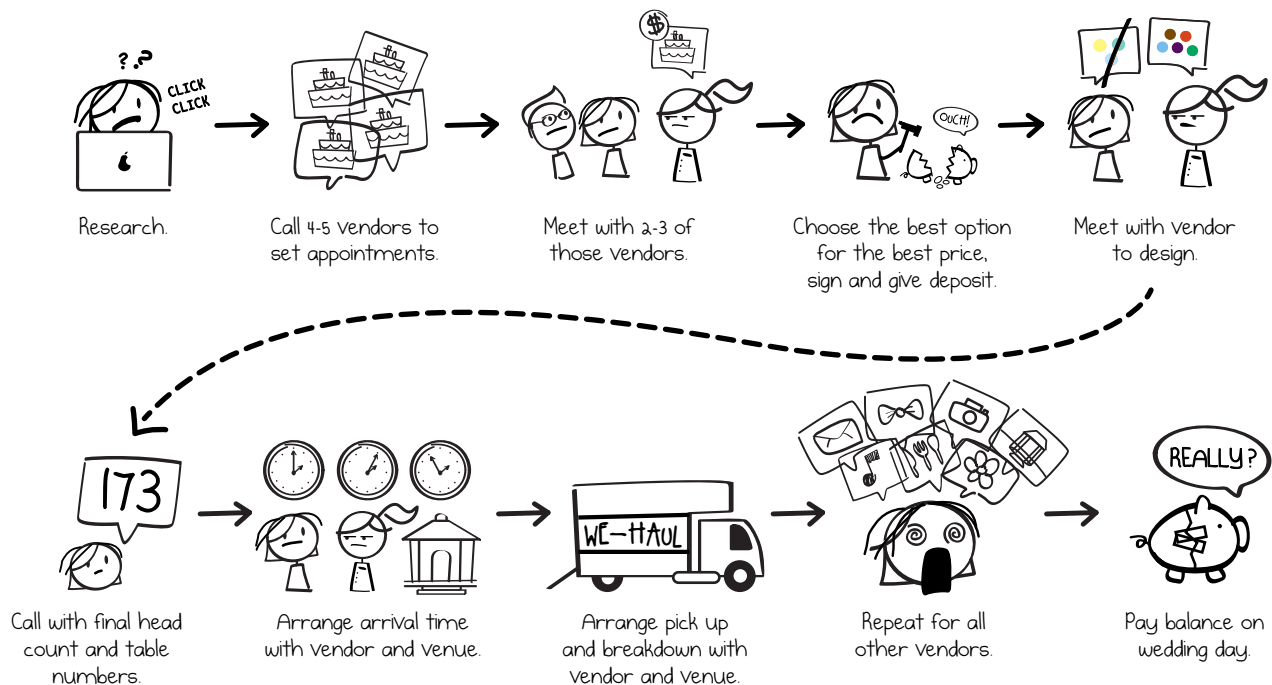 ??
.?
CLICK
CLICK
$
OUCH!
Research.
Call 4-5 vendors to
set appointments.
Meet with 2-3 of
those vendors.
Choose the best option
for the best price,
sign and give deposit.
Meet with vendor
to design.
173
WE-HAUL
REALLY?
Call with final head
count and table
numbers.
Arrange arrival time
with vendor and venue.
Arrange pick up
and breakdown with
vendor and venue.
Repeat for all
other vendors.
Pay balance on
wedding day.